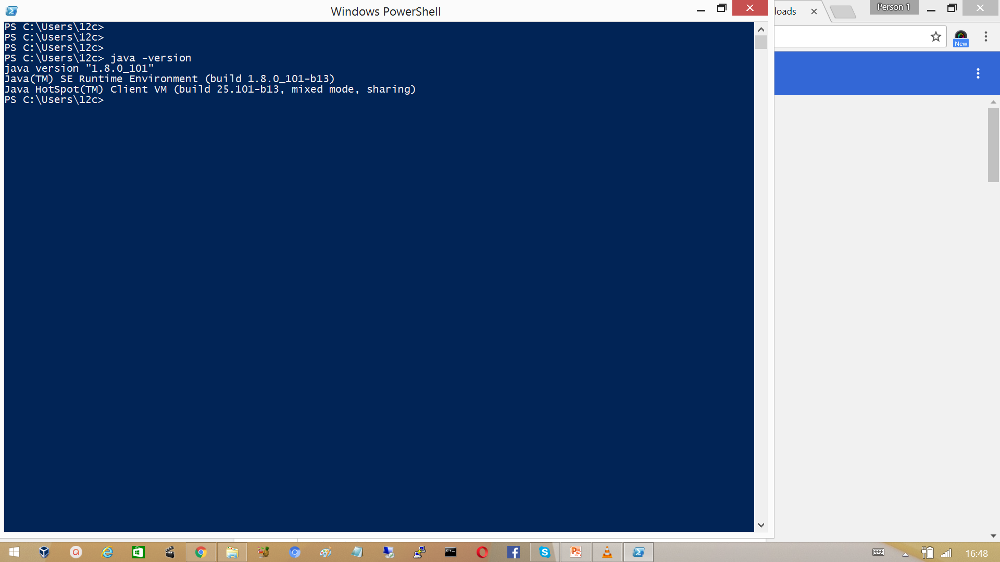 Windows PowerShell
loads
Person 1
New
PS C:\Users\12c>
PS C:\Users\12c>
PS C:\Users\12c>
PS C:\Users\12c> java -version
java version "1.8.0_101"
Java(TM) SE Runtime Environment (build 1.8.0_101-b13)
Java HotSpot(TM) Client VM (build 25.101-b13, mixed mode, sharing)
PS C:\Users\12c>
16:48